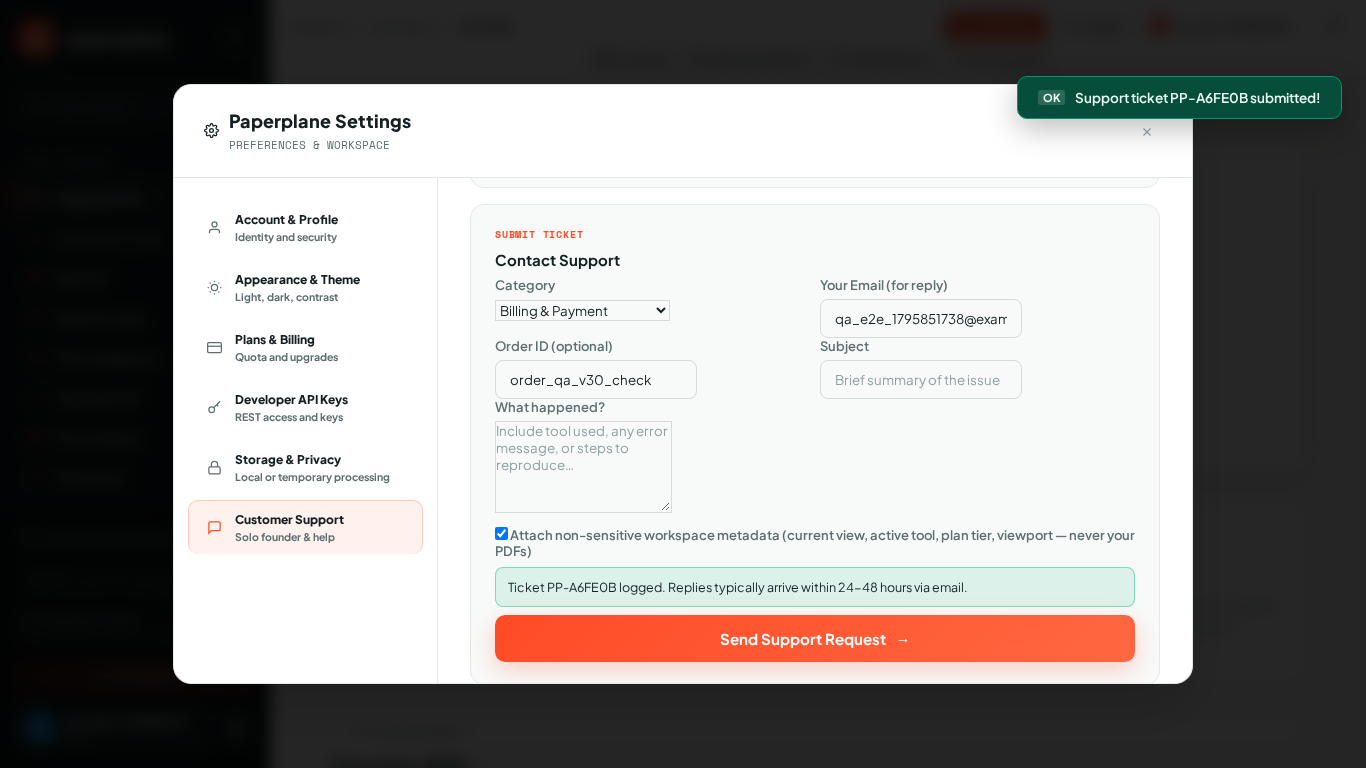 OK Support ticket PP-A6FE0B submitted!
Paperplane Settings
PREFERENCES & WORKSPACE
×
Account & Profile
Identity and security
Appearance & Theme
Light, dark, contrast
Plans & Billing
Quota and upgrades
Developer API Keys
REST access and keys
Storage & Privacy
Local or temporary processing
Customer Support
Solo founder & help
SUBMIT TICKET
Contact Support
Category
Billing & Payment
Your Email (for reply)
qa_e2e_1795851738@exam
Order ID (optional)
order_qa_v30_check
Subject
Brief summary of the issue
What happened?
Include tool used, any error
message, or steps to
reproduce…
Attach non-sensitive workspace metadata (current view, active tool, plan tier, viewport — never your
PDFs)
Ticket PP-A6FE0B logged. Replies typically arrive within 24–48 hours via email.
Send Support Request →